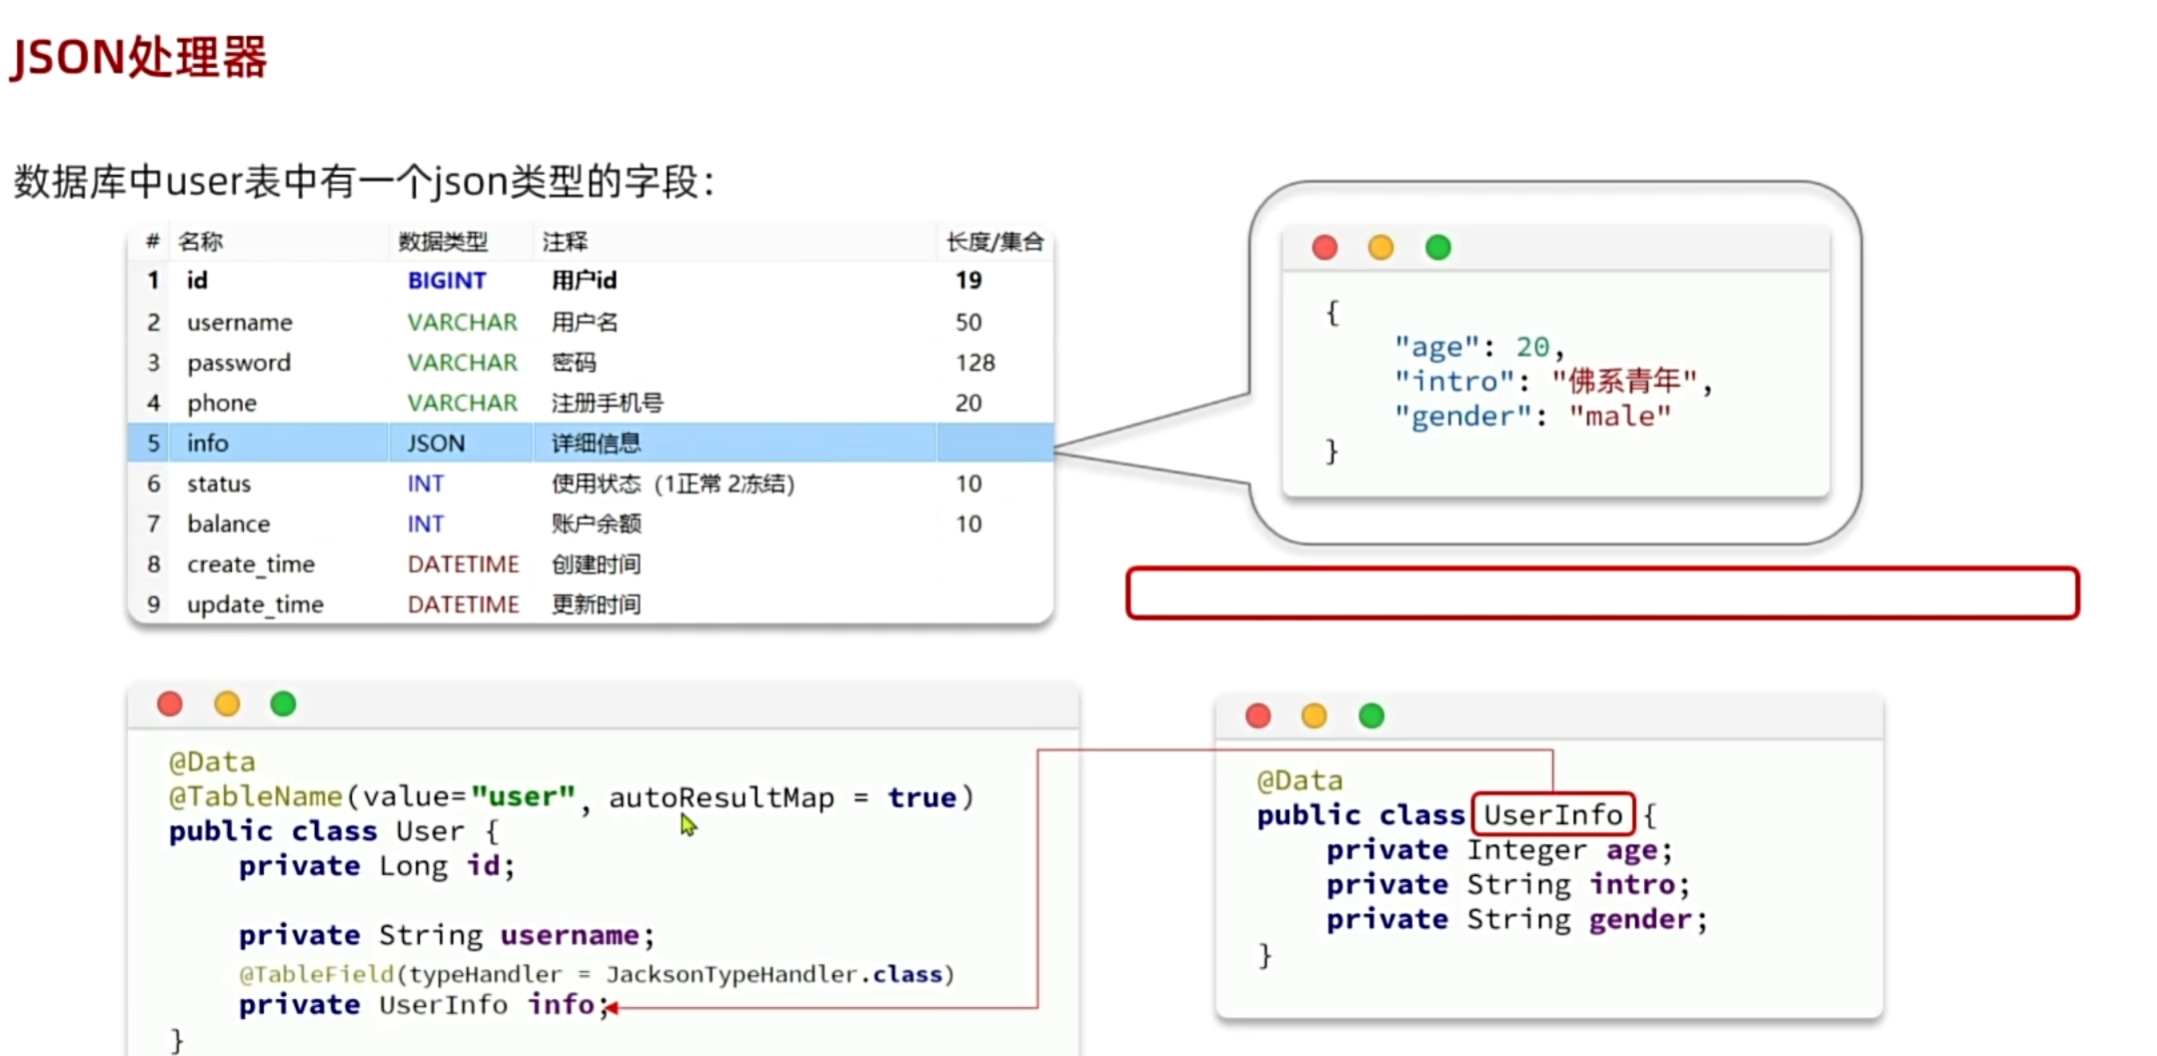 JSON处理器
数据库中user表中有一个json类型的字段：
# 名称 数据类型 注释 长度/集合
1 id BIGINT 用户id 19
2 username VARCHAR 用户名 50
3 password VARCHAR 密码 128
4 phone VARCHAR 注册手机号 20
5 info JSON 详细信息
6 status INT 使用状态（1正常 2冻结） 10
7 balance INT 账户余额 10
8 create_time DATETIME 创建时间
9 update_time DATETIME 更新时间
{
"age": 20,
"intro": "佛系青年",
"gender": "male"
}
@Data
@TableName(value="user", autoResultMap = true)
public class User {
private Long id;
private String username;
@TableField(typeHandler = JacksonTypeHandler.class)
private UserInfo info;
}
@Data
public class UserInfo {
private Integer age;
private String intro;
private String gender;
}